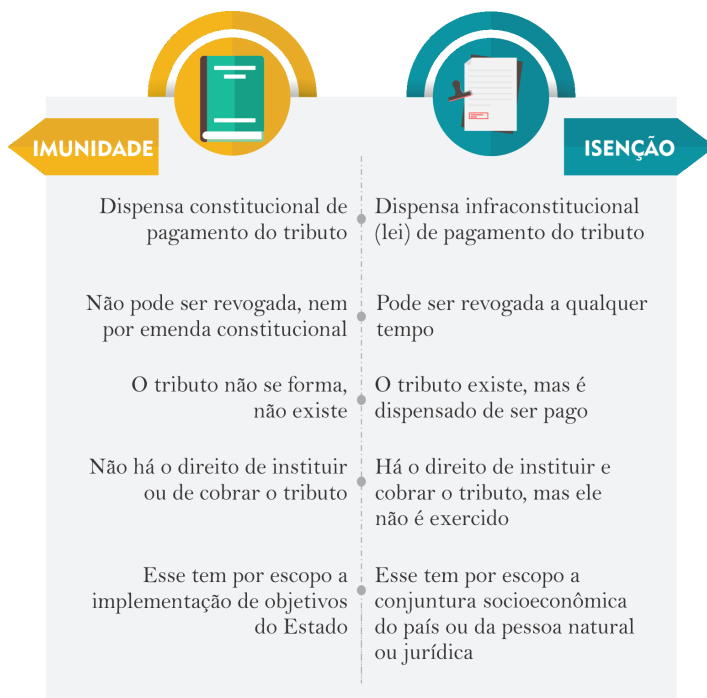 IMUNIDADE
ISENÇÃO
Dispensa constitucional de
pagamento do tributo
Dispensa infraconstitucional
(lei) de pagamento do tributo
Não pode ser revogada, nem
por emenda constitucional
Pode ser revogada a qualquer
tempo
O tributo não se forma,
não existe
O tributo existe, mas é
dispensado de ser pago
Não há o direito de instituir
ou de cobrar o tributo
Há o direito de instituir e
cobrar o tributo, mas ele
não é exercido
Esse tem por escopo a
implementação de objetivos
do Estado
Esse tem por escopo a
conjuntura socioeconômica
do país ou da pessoa natural
ou jurídica